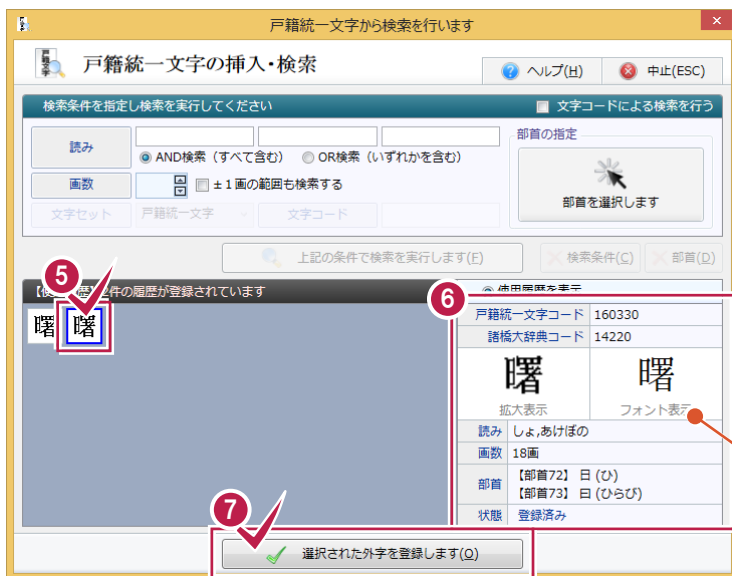 戸籍統一文字から検索を行います
戸籍統一文字の挿入・検索
ヘルプ(H)
中止(ESC)
検索条件を指定し検索を実行してください
文字コードによる検索を行う
読み
AND検索（すべて含む）
OR検索（いずれかを含む）
画数
±１画の範囲も検索する
文字セット
戸籍統一文字
文字コード
部首の指定
部首を選択します
上記の条件で検索を実行します(F)
検索条件(C)
部首(D)
5
件の履歴が登録されています
曙 曙
6
使用履歴を表示
戸籍統一文字コード 160330
諸橋大辞典コード 14220
曙 曙
拡大表示 フォント表示
読み しょ,あけぼの
画数 18画
部首 【部首72】 日 (ひ)
【部首73】 曰 (ひらび)
状態 登録済み
7
選択された外字を登録します(O)